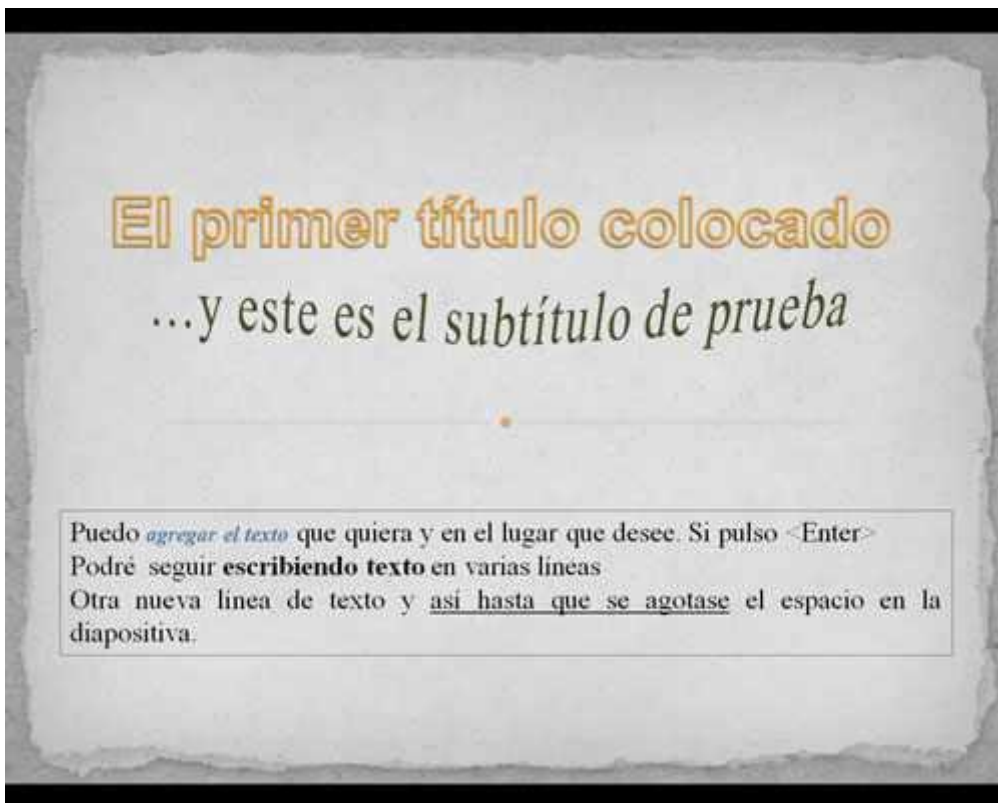 El primer título colocado
...y este es el subtítulo de prueba
Puedo agregar el texto que quiera y en el lugar que desee. Si pulso <Enter>
Podré seguir escribiendo texto en varias líneas
Otra nueva línea de texto y así hasta que se agotase el espacio en la
diapositiva.